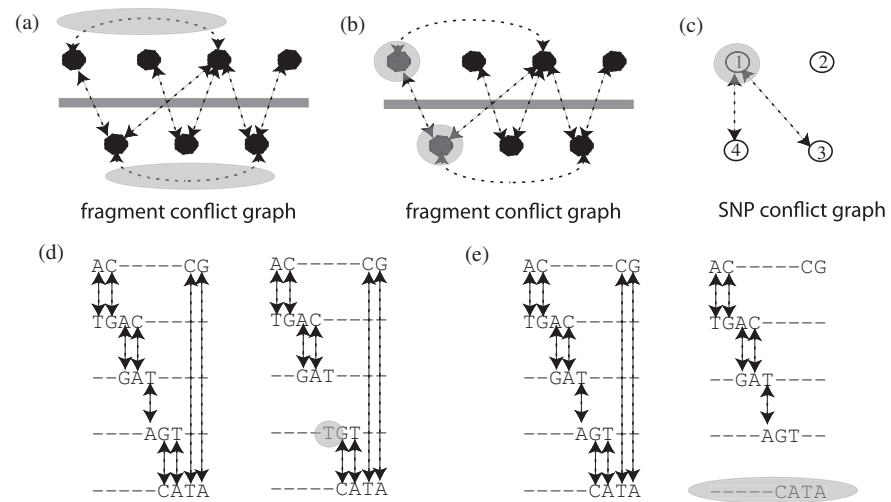 (a)
(b)
(c)
1
2
4
3
fragment conflict graph
fragment conflict graph
SNP conflict graph
(d)
(e)
AC-----CG
AC-----CG
AC-----CG
AC-----CG
TGAC-----
TGAC-----
TGAC-----
TGAC-----
--GAT----
--GAT----
--GAT----
--GAT----
----AGT--
----TGT--
----AGT--
----AGT--
-----CATA
-----CATA
-----CATA
-----CATA